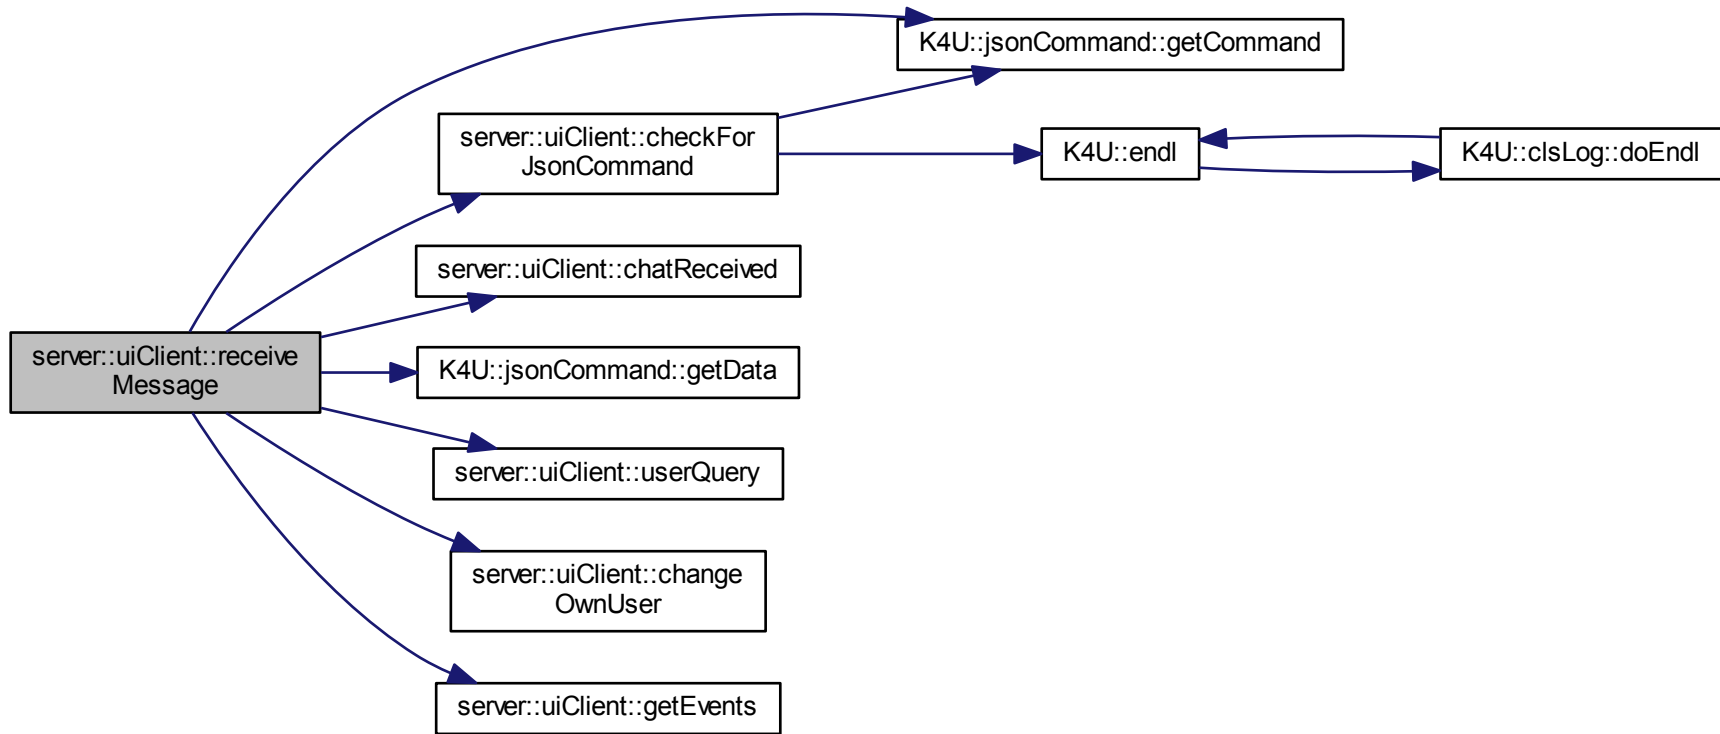 K4U::jsonCommand::getCommand
server::uiClient::checkFor
JsonCommand
K4U::endl
K4U::clsLog::doEndl
server::uiClient::chatReceived
server::uiClient::receive
Message
K4U::jsonCommand::getData
server::uiClient::userQuery
server::uiClient::change
OwnUser
server::uiClient::getEvents